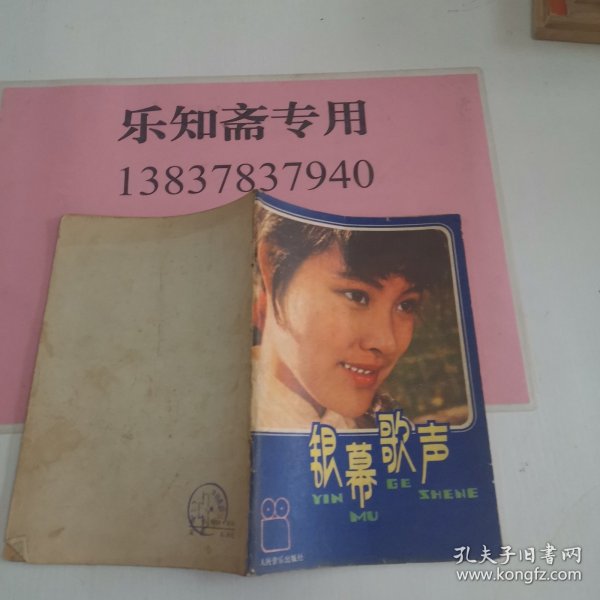 乐知斋专用
13837837940
银幕歌声
YIN MU GE SHENE
人民音乐出版社
孔夫子旧书网
www.kongfz.com